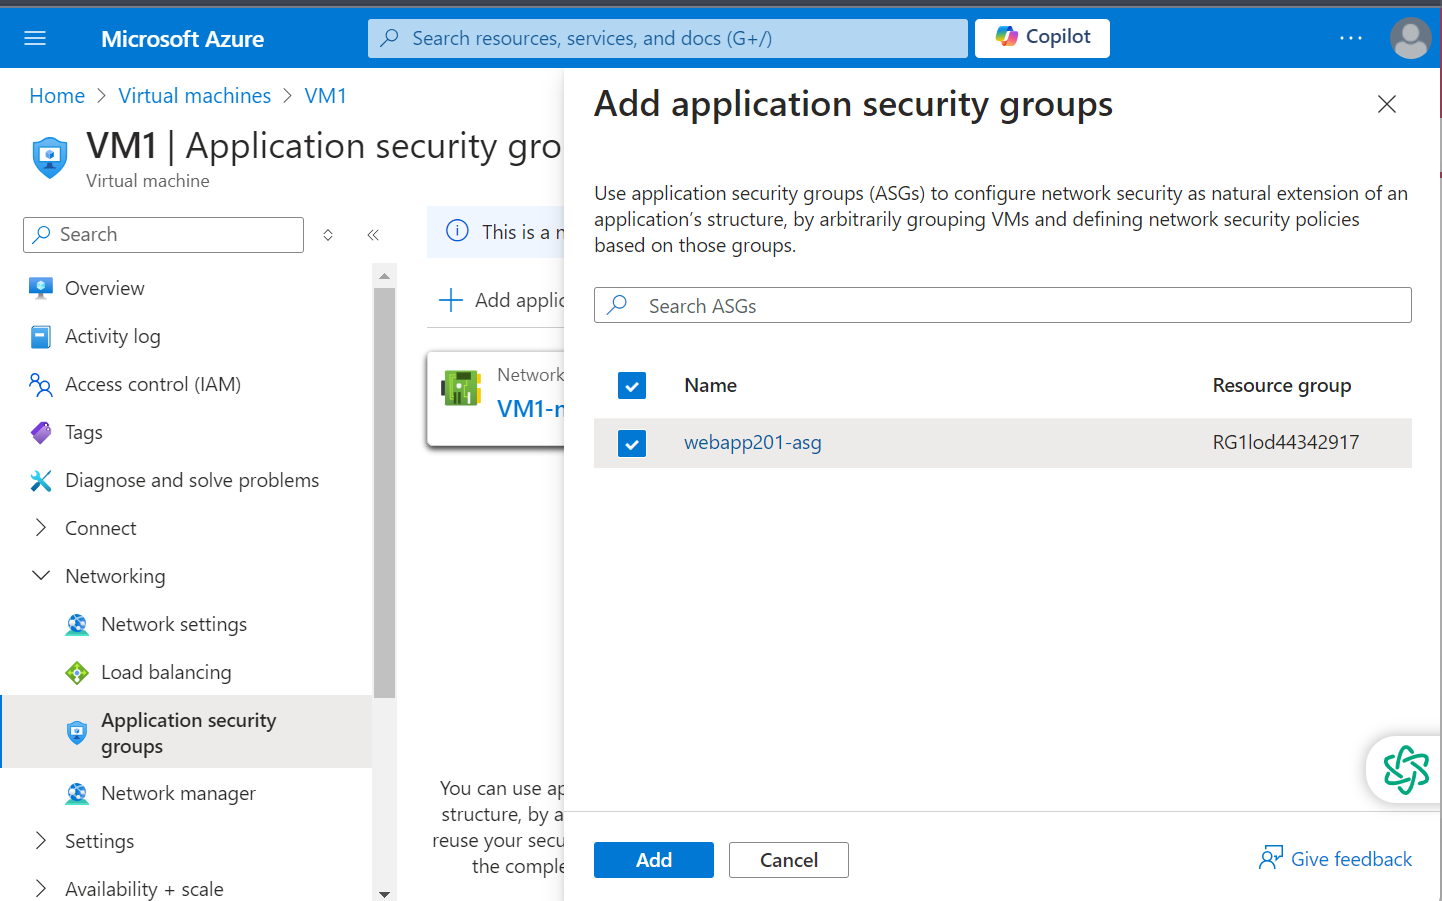 Microsoft Azure
Search resources, services, and docs (G+/)
Copilot
Home > Virtual machines > VM1
VM1 | Application security gro
Virtual machine
Search
Overview
Activity log
Access control (IAM)
Tags
Diagnose and solve problems
Connect
Networking
Network settings
Load balancing
Application security
groups
Network manager
Settings
Availability + scale
This is a n
Add applic
Network
VM1-n
You can use ap
structure, by a
reuse your secu
the comple
Add application security groups
Use application security groups (ASGs) to configure network security as natural extension of an
application’s structure, by arbitrarily grouping VMs and defining network security policies
based on those groups.
Search ASGs
Name Resource group
webapp201-asg RG1lod44342917
Add Cancel
Give feedback